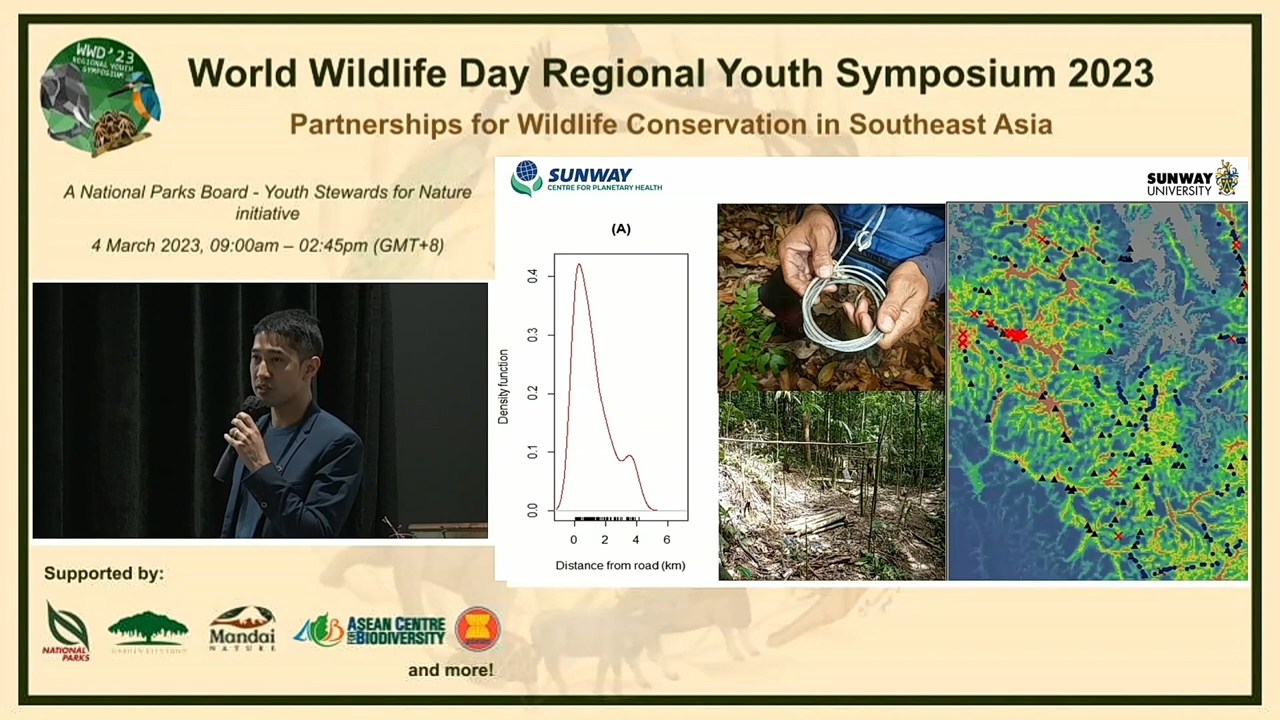 WWD'23
REGIONAL YOUTH
SYMPOSIUM
World Wildlife Day Regional Youth Symposium 2023
Partnerships for Wildlife Conservation in Southeast Asia
A National Parks Board - Youth Stewards for Nature
initiative
4 March 2023, 09:00am – 02:45pm (GMT+8)
SUNWAY
CENTRE FOR PLANETARY HEALTH
SUNWAY
UNIVERSITY
(A)
Density function
0.4
0.3
0.2
0.1
0.0
0 2 4 6
Distance from road (km)
Supported by:
NATIONAL
PARKS
GARDEN CITY FUND
Mandai
NATURE
ASEAN CENTRE
FOR BIODIVERSITY
and more!